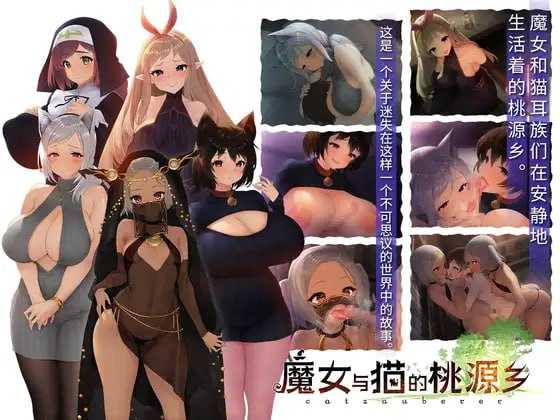 魔女和猫耳族们在安静地
生活着的桃源乡。
这是一个关于迷失在这样一个不可思议的世界中的故事。
魔女与猫的桃源乡
catzauberer